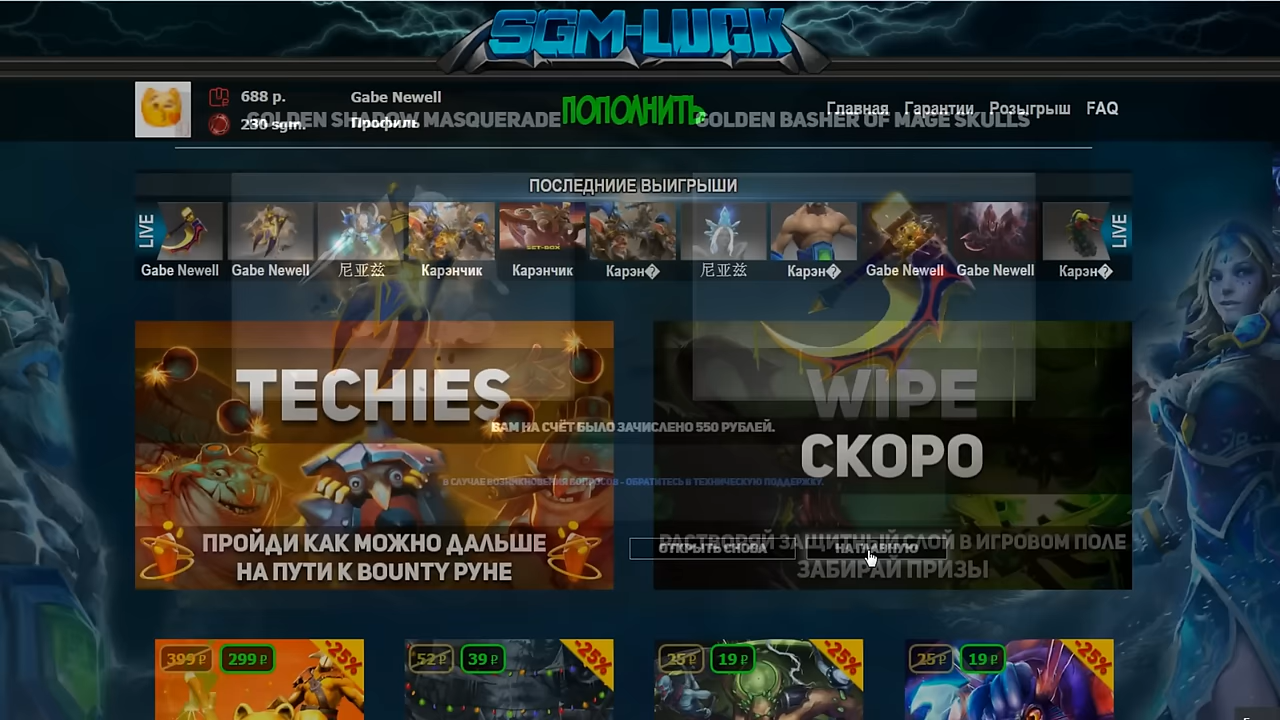 SGM-LUCK
688 р.
Gabe Newell
ПОПОЛНИТЬ
Главная Гарантии Розыгрыш FAQ
230 sgm.
Профиль
GOLDEN SHADOW MASQUERADE
GOLDEN BASHER OF MAGE SKULLS
ПОСЛЕДНИИЕ ВЫИГРЫШИ
LIVE
LIVE
Gabe Newell Gabe Newell 尼亚兹 Карэнчик Карэнчик Карэн� 尼亚兹 Карэн� Gabe Newell Gabe Newell Карэн�
TECHIES
WIPE
СКОРО
ВАМ НА СЧЁТ БЫЛО ЗАЧИСЛЕНО 550 РУБЛЕЙ.
В СЛУЧАЕ ВОЗНИКНОВЕНИЯ ВОПРОСОВ - ОБРАТИТЕСЬ В ТЕХНИЧЕСКУЮ ПОДДЕРЖКУ.
ПРОЙДИ КАК МОЖНО ДАЛЬШЕ
НА ПУТИ К BOUNTY РУНЕ
РАСТВОРЯЙ ЗАЩИТНЫЙ СЛОЙ В ИГРОВОМ ПОЛЕ
ЗАБИРАЙ ПРИЗЫ
ОТКРЫТЬ СНОВА
НА ГЛАВНУЮ
399 ₽ 299 ₽ -25%
52 ₽ 39 ₽ -25%
25 ₽ 19 ₽ -25%
25 ₽ 19 ₽ -25%